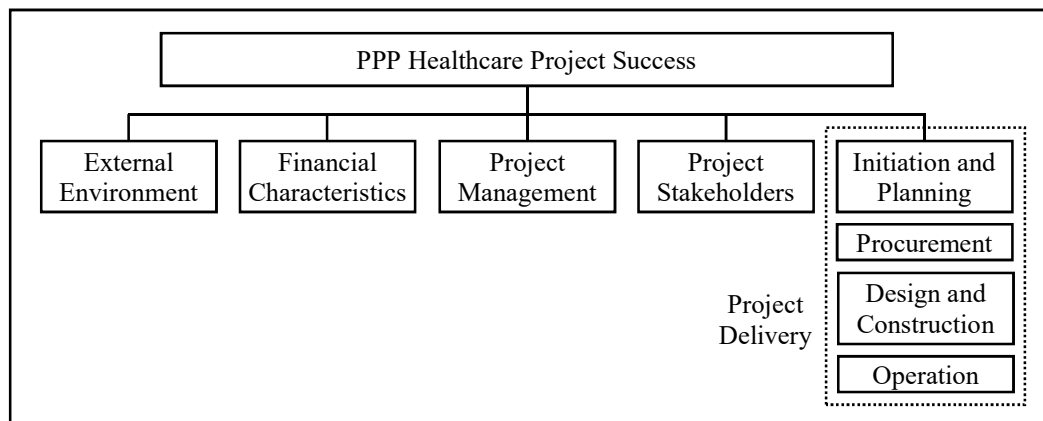 PPP Healthcare Project Success
External
Environment
Financial
Characteristics
Project
Management
Project
Stakeholders
Initiation and
Planning
Procurement
Project
Delivery
Design and
Construction
Operation